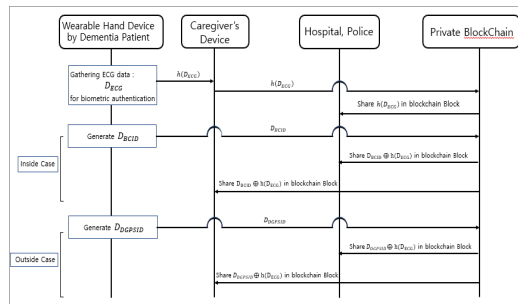 Wearable Hand Device
by Dementia Patient
Caregiver's
Device
Hospital, Police
Private BlockChain
Gathering ECG data :
D_ECG
for biometric authentication
h(D_ECG)
h(D_ECG)
Share h(D_ECG) in blockchain Block
Generate D_BCID
D_BCID
Share D_BCID ⊕ h(D_ECG) in blockchain Block
Inside Case
Share D_BCID ⊕ h(D_ECG) in blockchain Block
Generate D_DGPSID
D_DGPSID
Share D_DGPSID ⊕ h(D_ECG) in blockchain Block
Outside Case
Share D_DGPSID ⊕ h(D_ECG) in blockchain Block